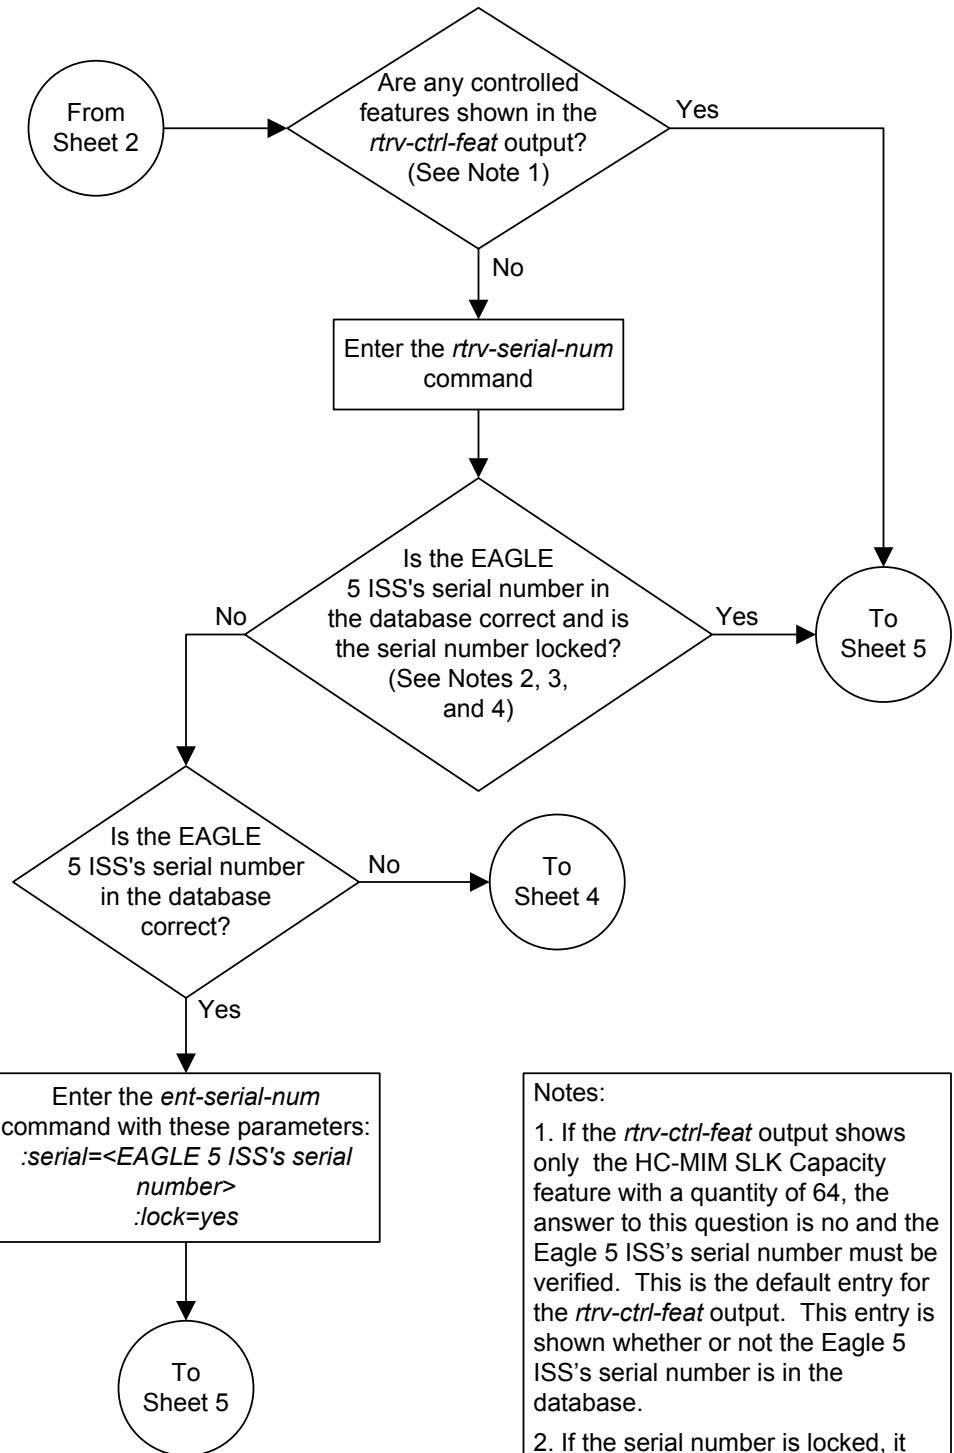 From
Sheet 2
Are any controlled
features shown in the
rtrv-ctrl-feat output?
(See Note 1)
Yes
No
Enter the rtrv-serial-num
command
Is the EAGLE
5 ISS's serial number in
the database correct and is
the serial number locked?
(See Notes 2, 3,
and 4)
No
Yes
To
Sheet 5
Is the EAGLE
5 ISS's serial number
in the database
correct?
No
To
Sheet 4
Yes
Enter the ent-serial-num
command with these parameters:
:serial=<EAGLE 5 ISS's serial
number>
:lock=yes
To
Sheet 5
Notes:
1. If the rtrv-ctrl-feat output shows
only the HC-MIM SLK Capacity
feature with a quantity of 64, the
answer to this question is no and the
Eagle 5 ISS’s serial number must be
verified. This is the default entry for
the rtrv-ctrl-feat output. This entry is
shown whether or not the Eagle 5
ISS’s serial number is in the
database.
2. If the serial number is locked, it